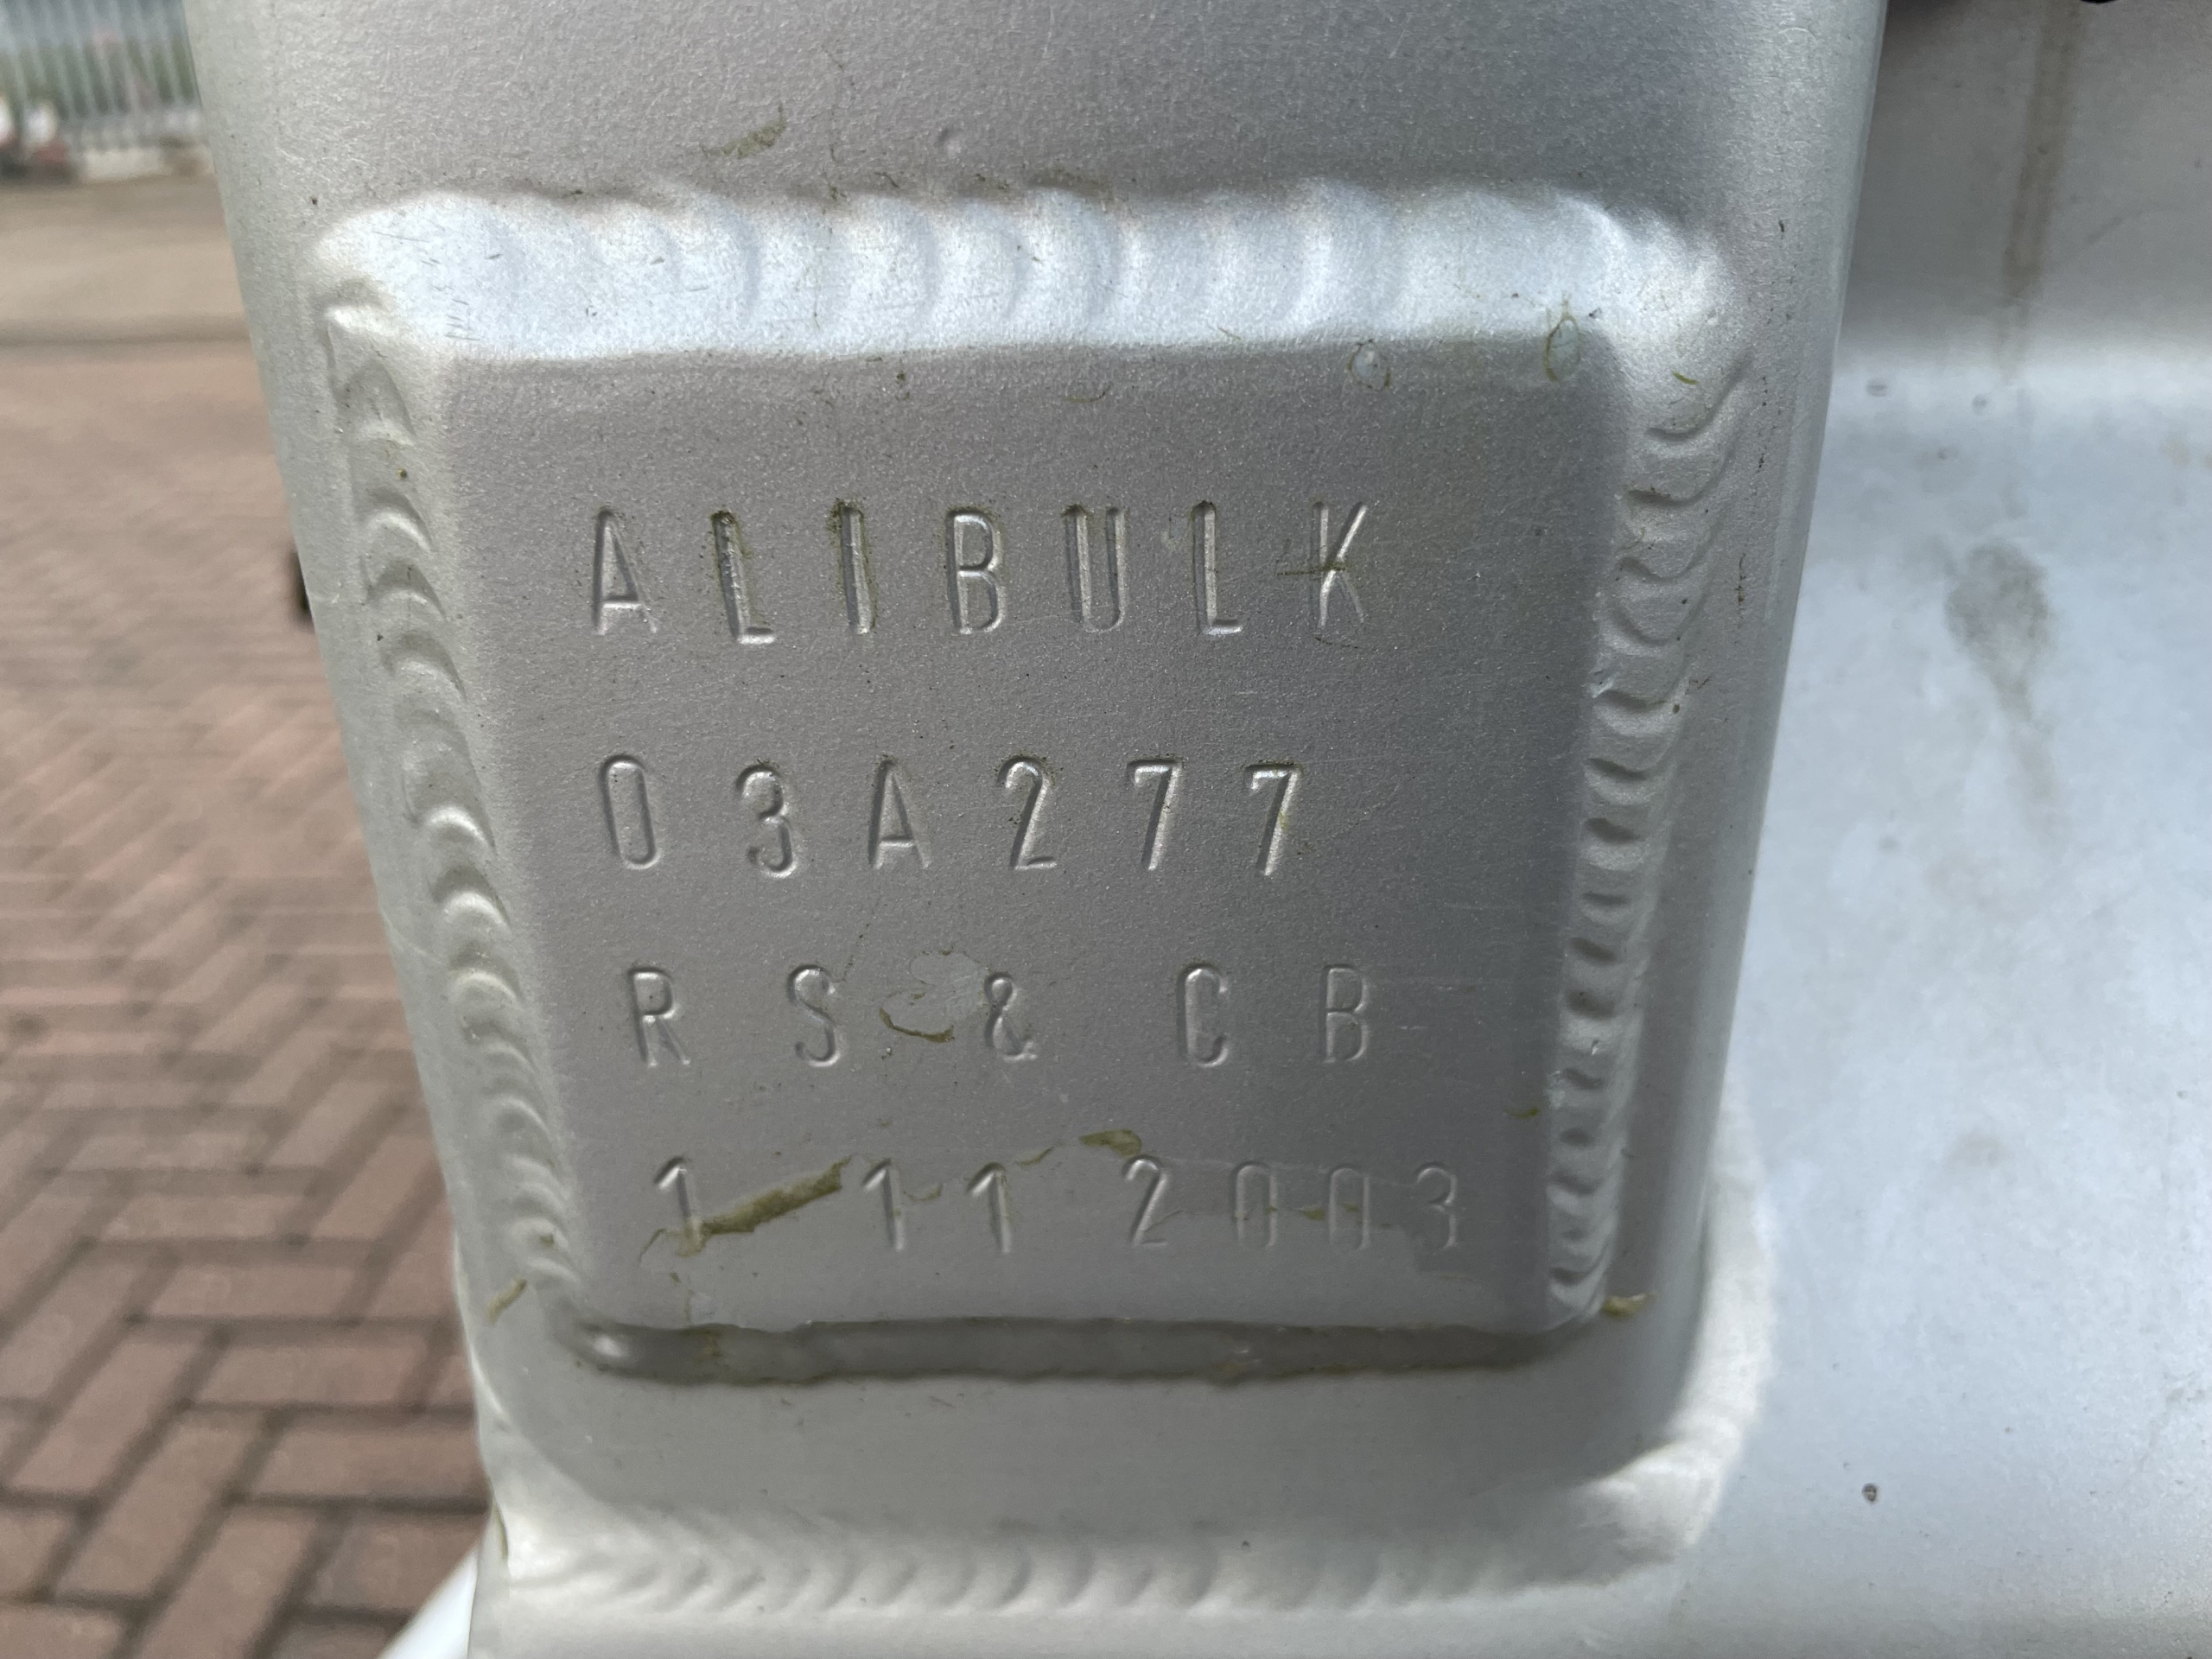 ALIBULK
03A277
RS & CB
1 11 2003